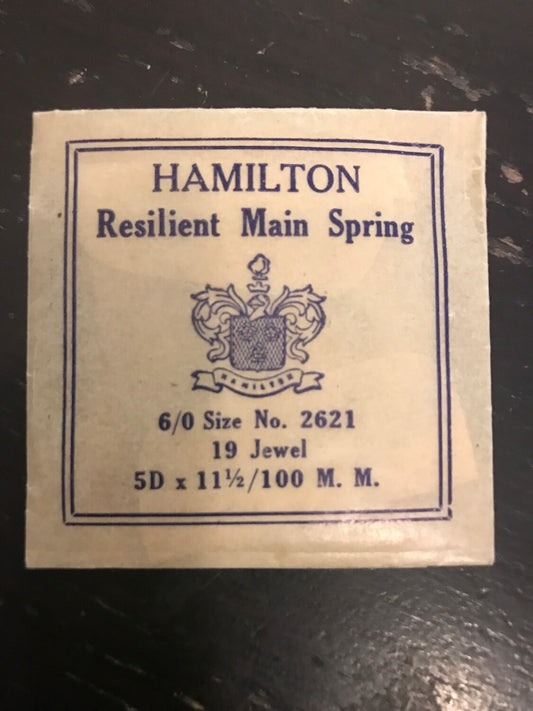 HAMILTON
Resilient Main Spring
HAMILTON
6/0 Size No. 2621
19 Jewel
5D x 11½/100 M. M.